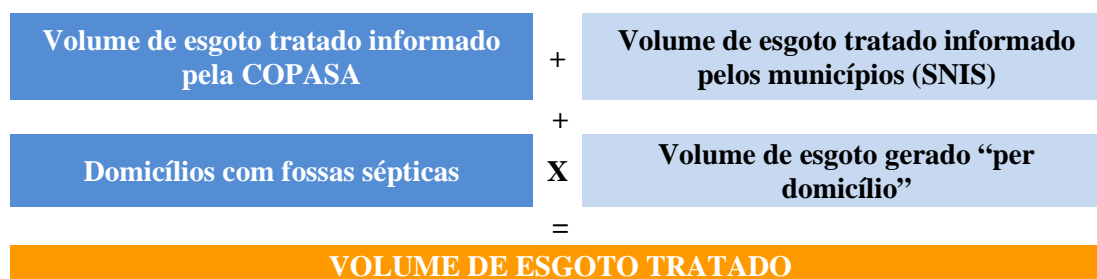 Volume de esgoto tratado informado
pela COPASA
+
Volume de esgoto tratado informado
pelos municípios (SNIS)
+
Domicílios com fossas sépticas
X
Volume de esgoto gerado “per
domicílio”
=
VOLUME DE ESGOTO TRATADO